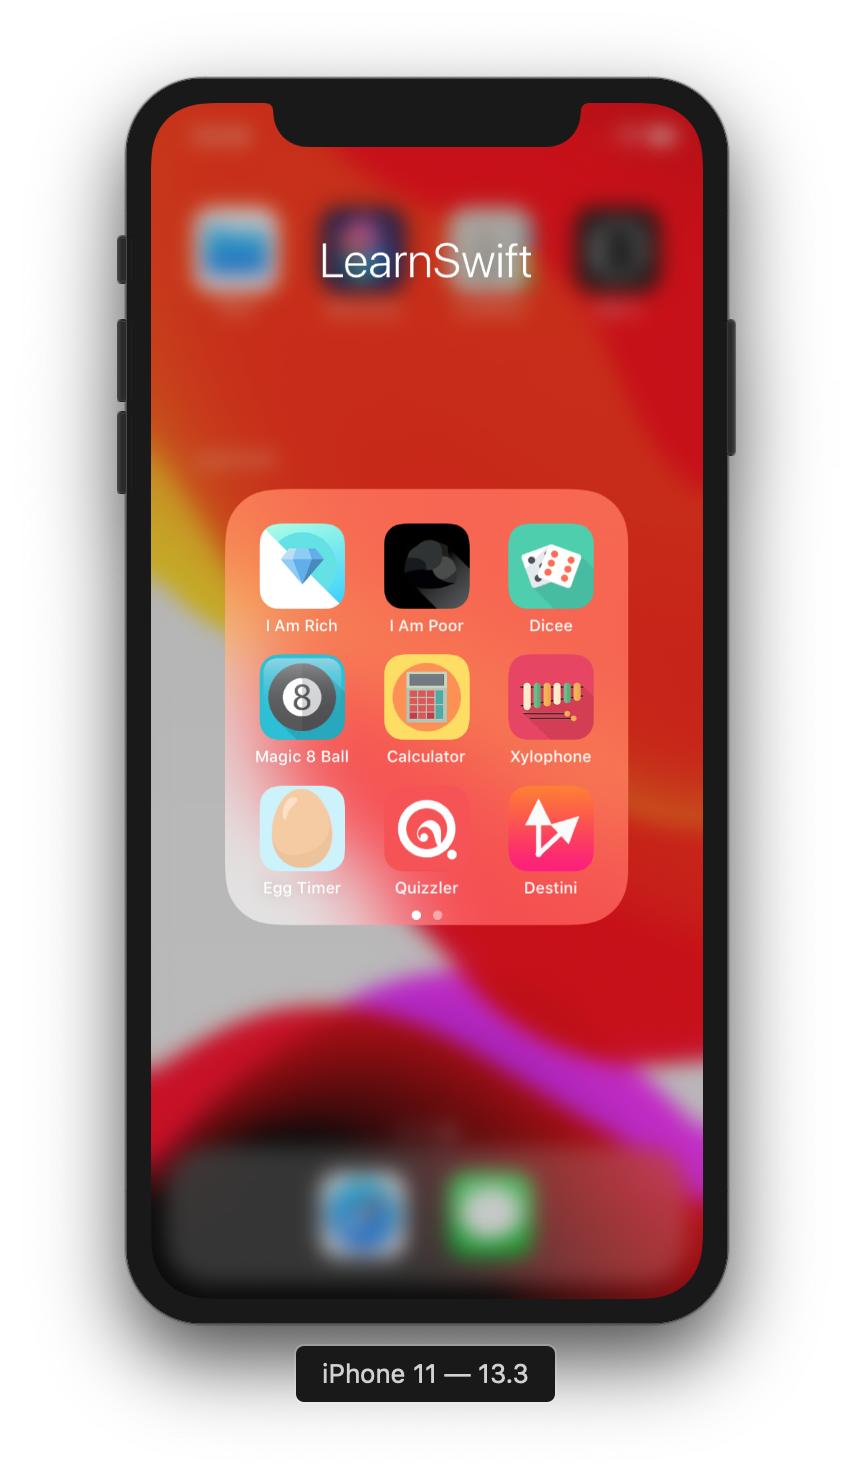 LearnSwift
I Am Rich I Am Poor Dicee
8
Magic 8 Ball Calculator Xylophone
Egg Timer Quizzler Destini
iPhone 11 — 13.3